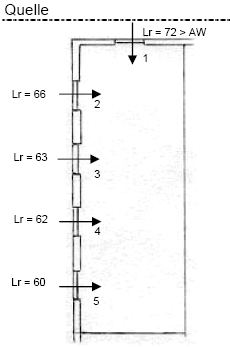 Quelle
Lr = 72 > AW
1
Lr = 66
2
Lr = 63
3
Lr = 62
4
Lr = 60
5